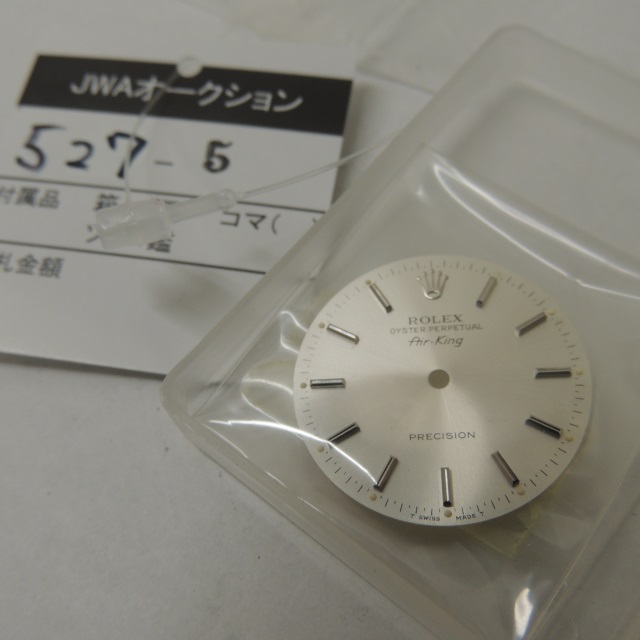 JWAオークション
527-5
付属品 箱 コマ( )
札金額
ROLEX
OYSTER PERPETUAL
Air-King
PRECISION
SWISS MADE